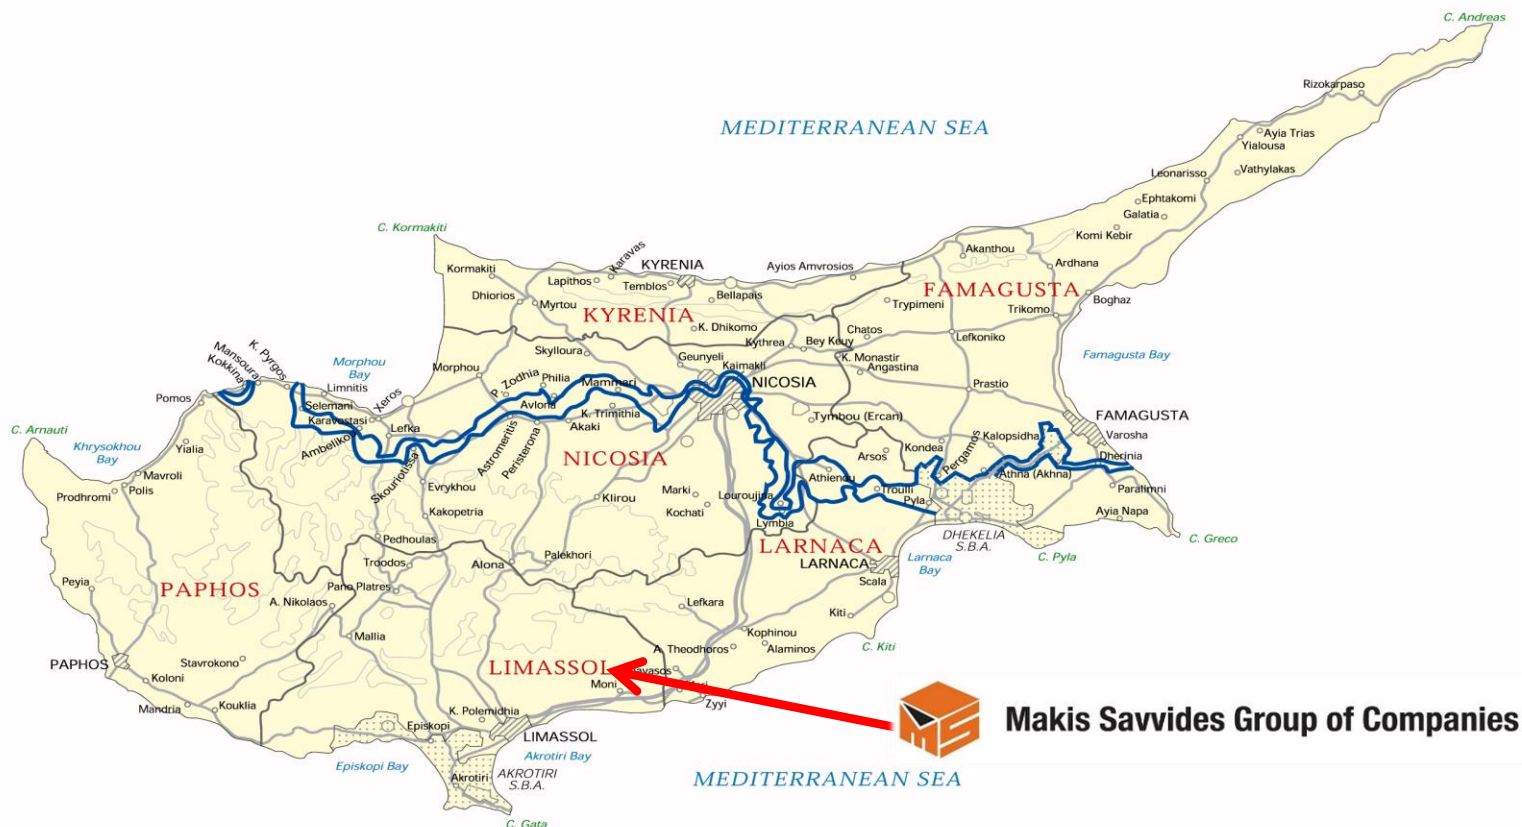 C. Andreas
Rizokarpaso
MEDITERRANEAN SEA
Ayia Trias
Yialousa
Leonarisso
Vathylakas
Ephtakomi
Galatia
C. Kormakiti
Komi Kebir
Karavas
Akanthou
KYRENIA
Ayios Amvrosios
Ardhana
Kormakiti
Lapithos
Temblos
FAMAGUSTA
Dhiorios
Myrtou
Bellapais
Trypimeni
Boghaz
KYRENIA
Trikomo
K. Dhikomo
Chatos
Lefkoniko
Kythrea
Bey Keuy
K. Pyrgos
Mansoura
Kokkina
Morphou
Bay
Skylloura
Geunyeli
K. Monastir
Famagusta Bay
Morphou
Kaimakli
Angastina
P. Zodhia
Philia
Mammari
NICOSIA
Prastio
Limnitis
Xeros
Pomos
Selemani
Avlona
K. Trimithia
Tymbou (Ercan)
FAMAGUSTA
Karavostasi
Akaki
Varosha
C. Arnauti
Ambelikou
Lefka
Astromeritis
Peristerona
Kondea
Pergamos
Kalopsidha
Khrysokhou
Bay
Yialia
NICOSIA
Arsos
Dherinia
Skouriotissa
Mavroli
Athna (Akhna)
Polis
Evrykhou
Athienou
Prodhromi
Marki
Louroujina
Troulli
Paralimni
Klirou
Pyla
Kakopetria
Kochati
Ayia Napa
Lymbia
DHEKELIA
S.B.A.
C. Greco
Pedhoulas
LARNACA
Palekhori
Larnaca
Bay
C. Pyla
Troodos
Alona
LARNACA
Peyia
PAPHOS
Pano Platres
Scala
A. Nikolaos
Lefkara
Kiti
Mallia
Kophinou
A. Theodhoros
Alaminos
C. Kiti
PAPHOS
Stavrokono
LIMASSOL
Koloni
Moni
Zyyi
Mandria
Kouklia
K. Polemidhia
MS
Makis Savvides Group of Companies
Episkopi
LIMASSOL
Akrotiri Bay
Episkopi Bay
Akrotiri
AKROTIRI
S.B.A.
MEDITERRANEAN SEA
C. Gata